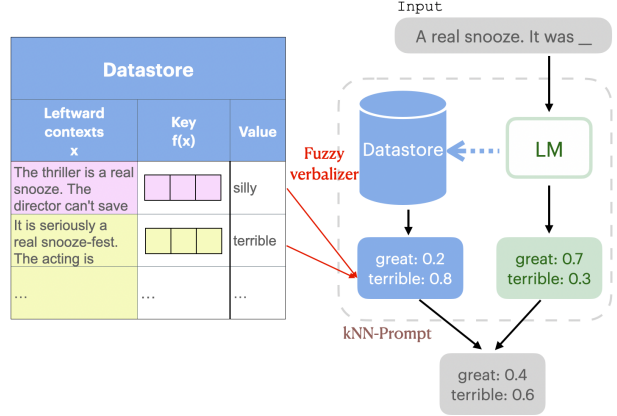 Input
A real snooze. It was __
Datastore
Leftward
contexts
x
Key
f(x)
Value
The thriller is a real
snooze. The
director can't save
silly
It is seriously a
real snooze-fest.
The acting is
terrible
...
...
...
Fuzzy
verbalizer
Datastore
LM
great: 0.2
terrible: 0.8
great: 0.7
terrible: 0.3
kNN-Prompt
great: 0.4
terrible: 0.6